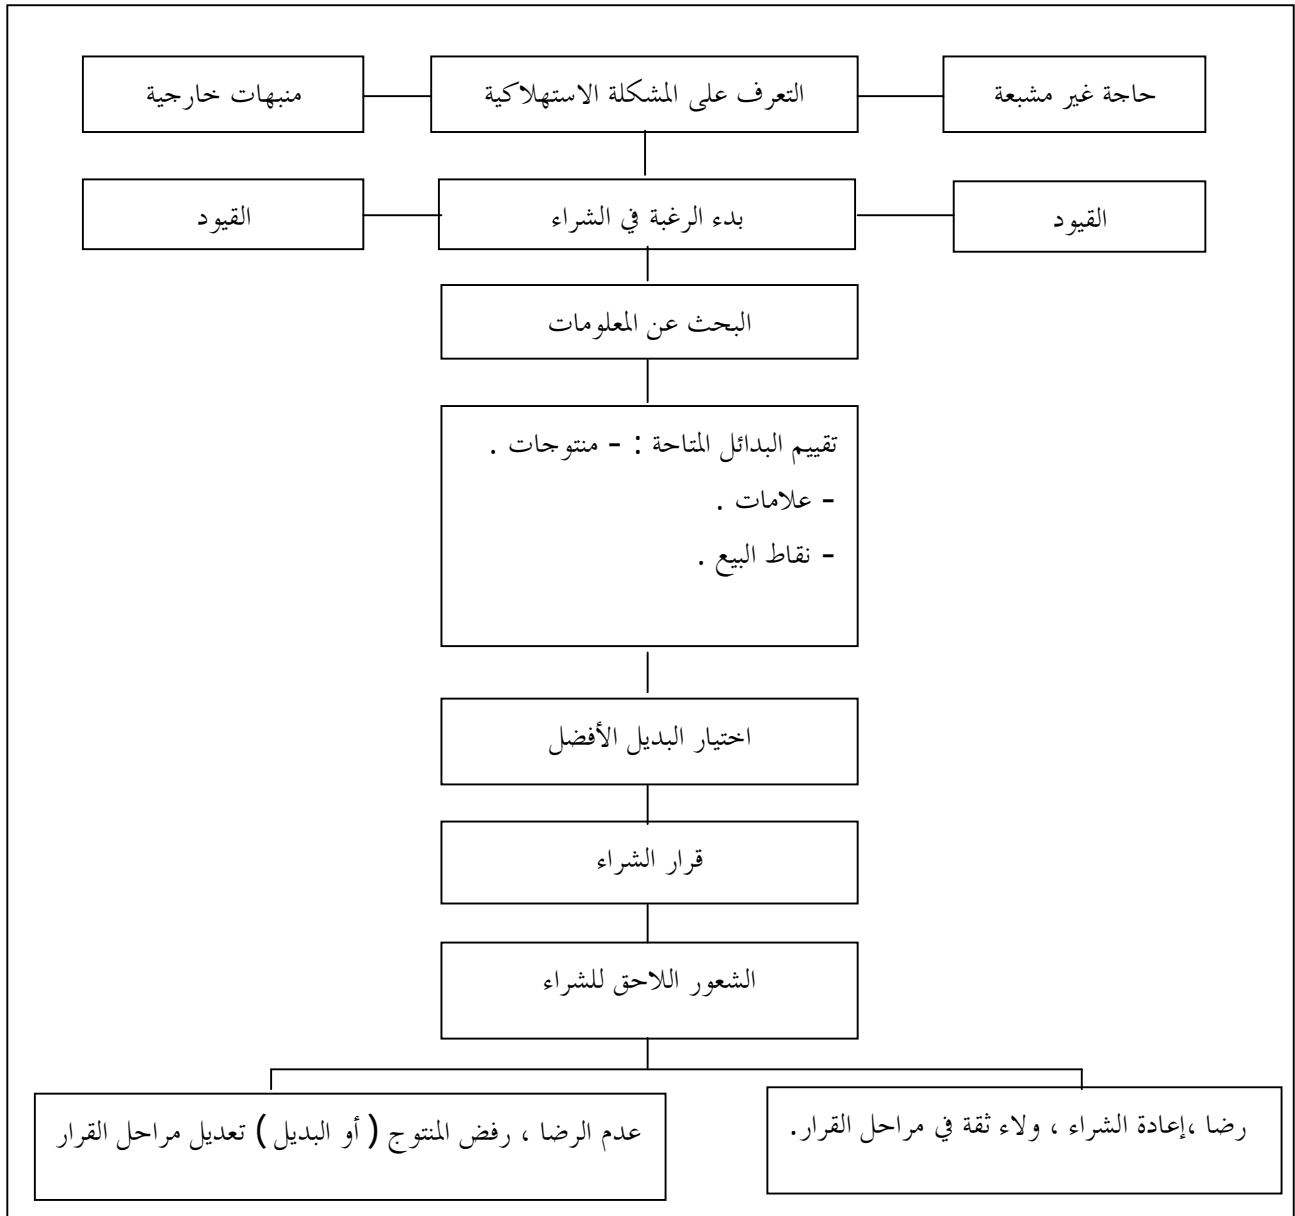 حاجة غير مشبعة
التعرف على المشكلة الاستهلاكية
منبهات خارجية
القيود
بدء الرغبة في الشراء
القيود
البحث عن المعلومات
تقييم البدائل المتاحة : - منتوجات .
- علامات .
- نقاط البيع .
اختيار البديل الأفضل
قرار الشراء
الشعور اللاحق للشراء
رضا ،إعادة الشراء ، ولاء ثقة في مراحل القرار.
عدم الرضا ، رفض المنتوج ( أو البديل ) تعديل مراحل القرار